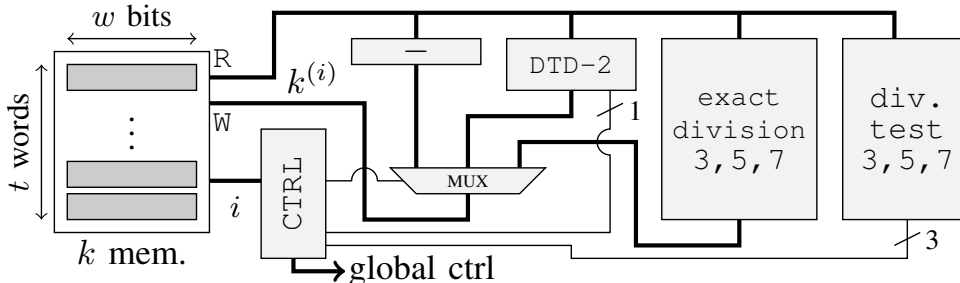 w bits
R
—
DTD-2
k^(i)
W
1
exact
division
3,5,7
div.
test
3,5,7
t words
⋮
CTRL
MUX
i
3
k mem.
global ctrl